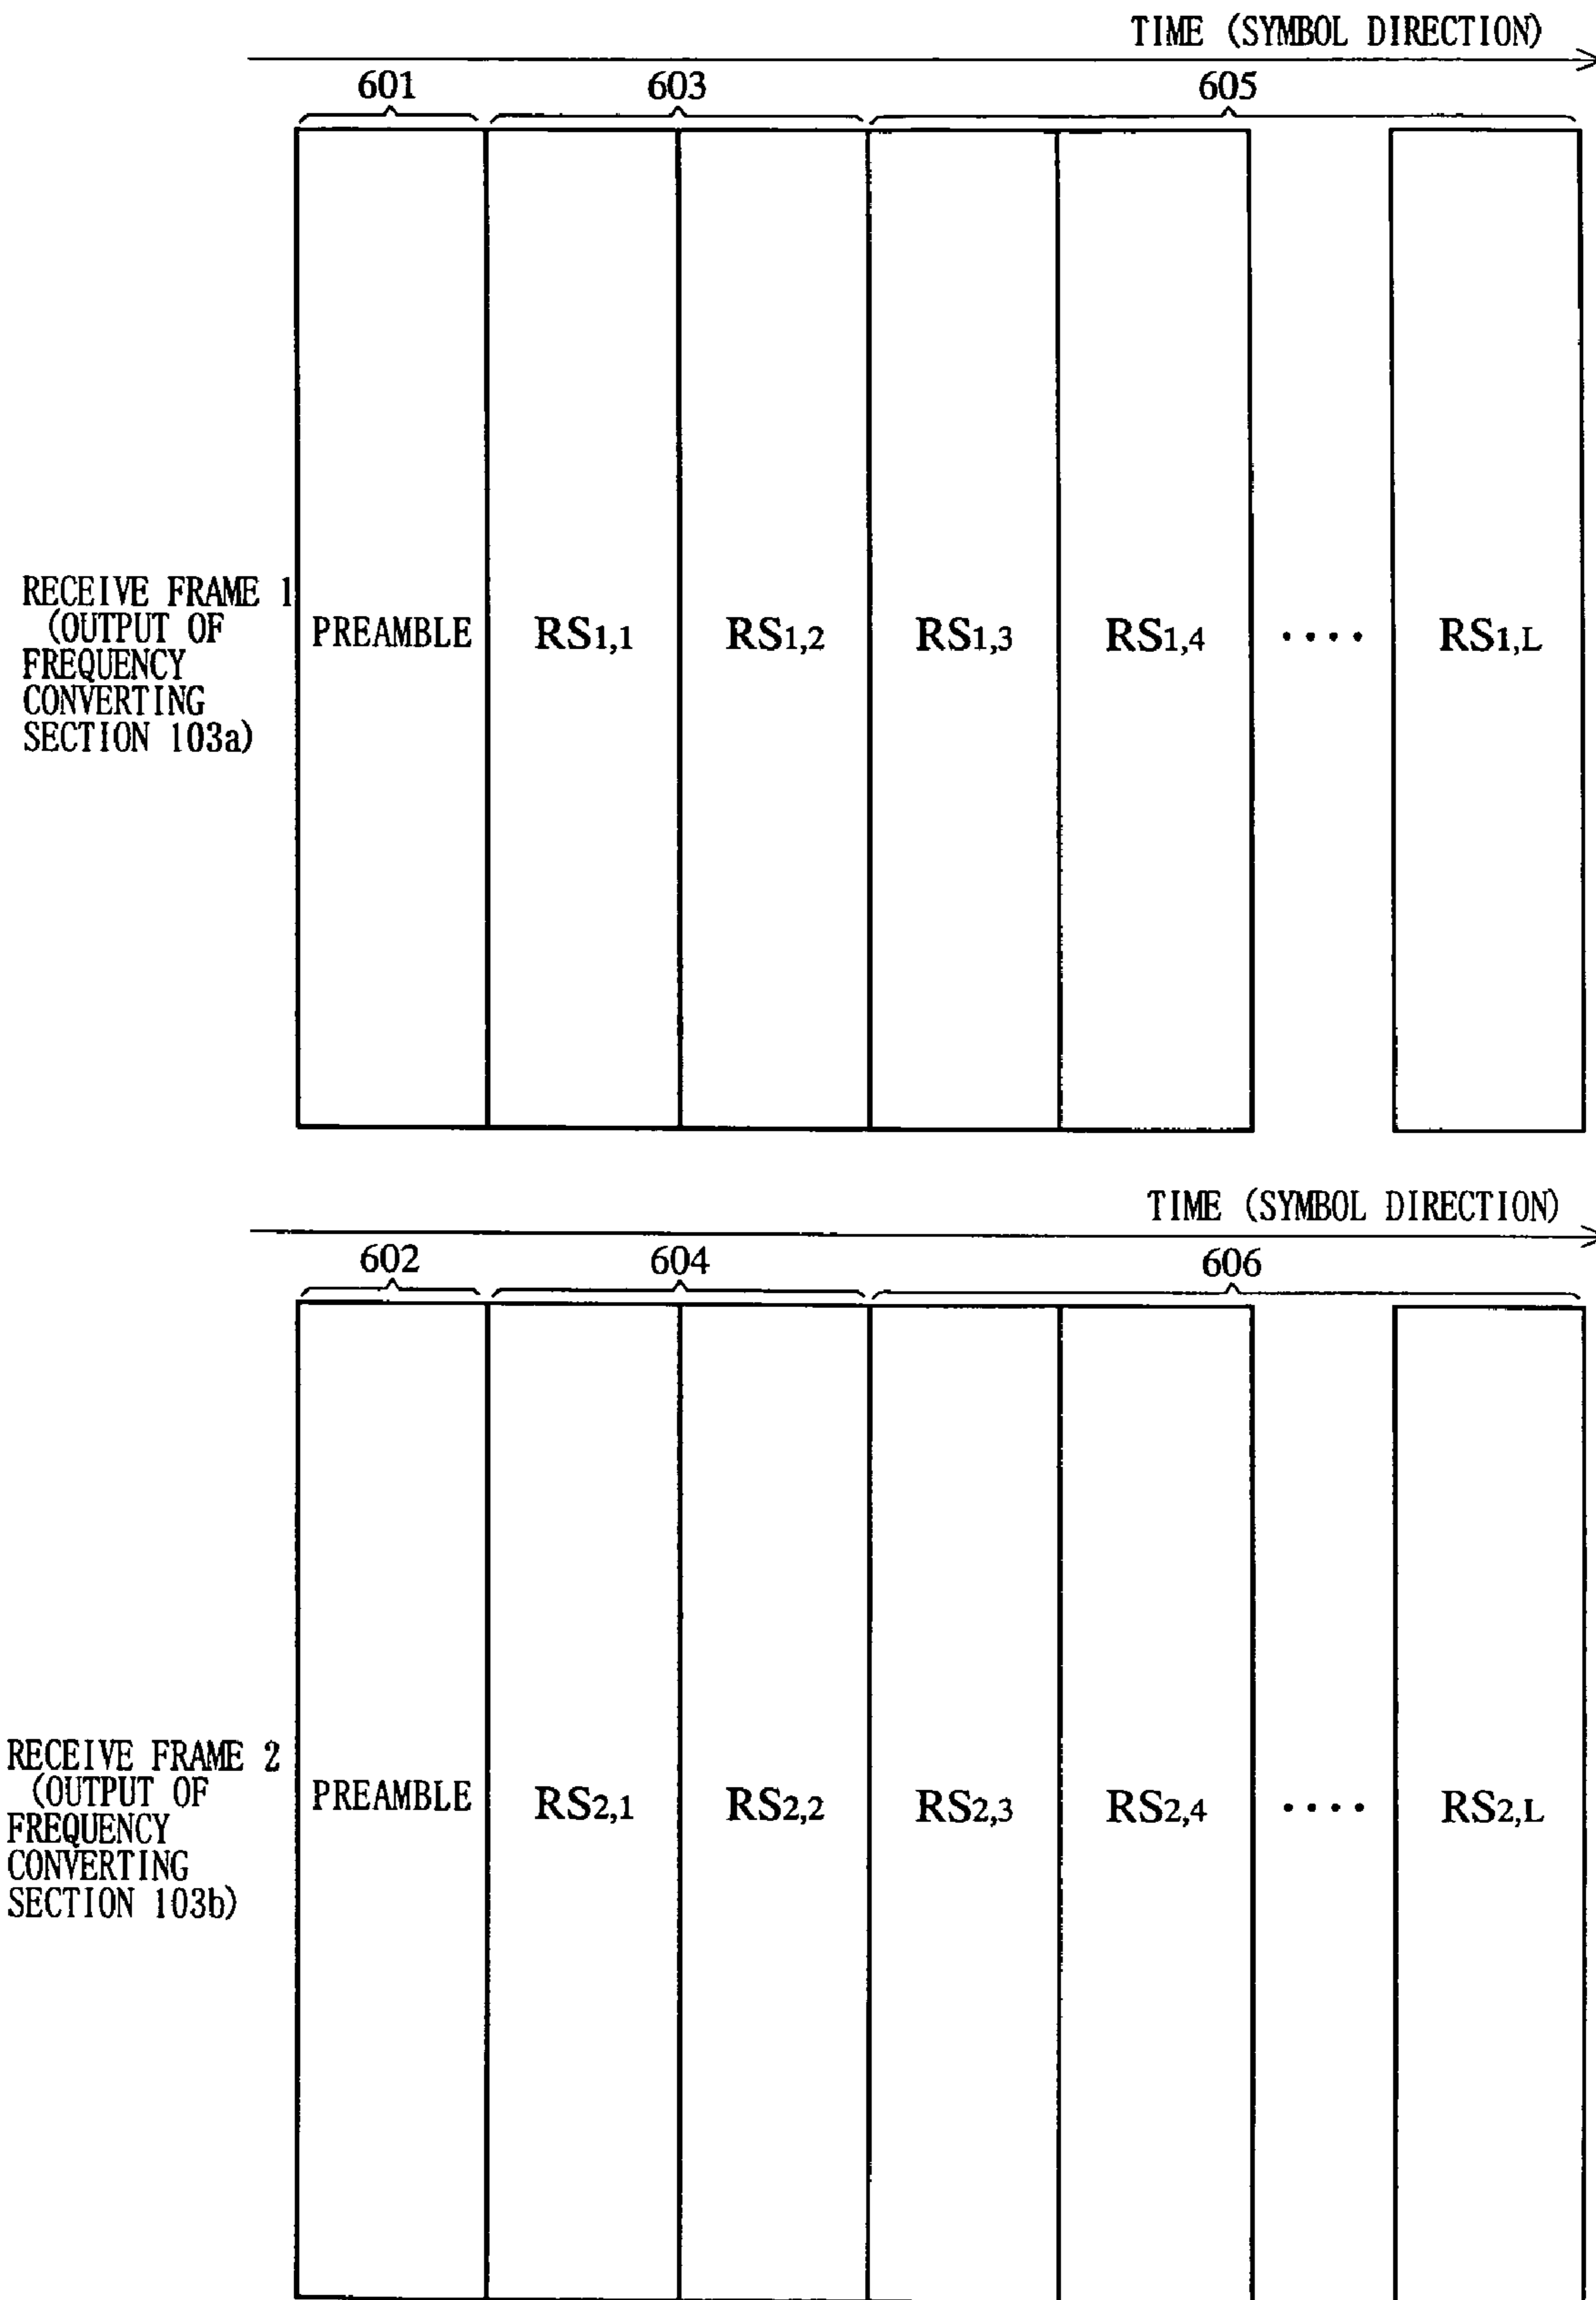 TIME (SYMBOL DIRECTION)
601 603 605
RECEIVE FRAME 1
(OUTPUT OF
FREQUENCY
CONVERTING
SECTION 103a)
PREAMBLE RS1,1 RS1,2 RS1,3 RS1,4 ···· RS1,L
TIME (SYMBOL DIRECTION)
602 604 606
RECEIVE FRAME 2
(OUTPUT OF
FREQUENCY
CONVERTING
SECTION 103b)
PREAMBLE RS2,1 RS2,2 RS2,3 RS2,4 ···· RS2,L